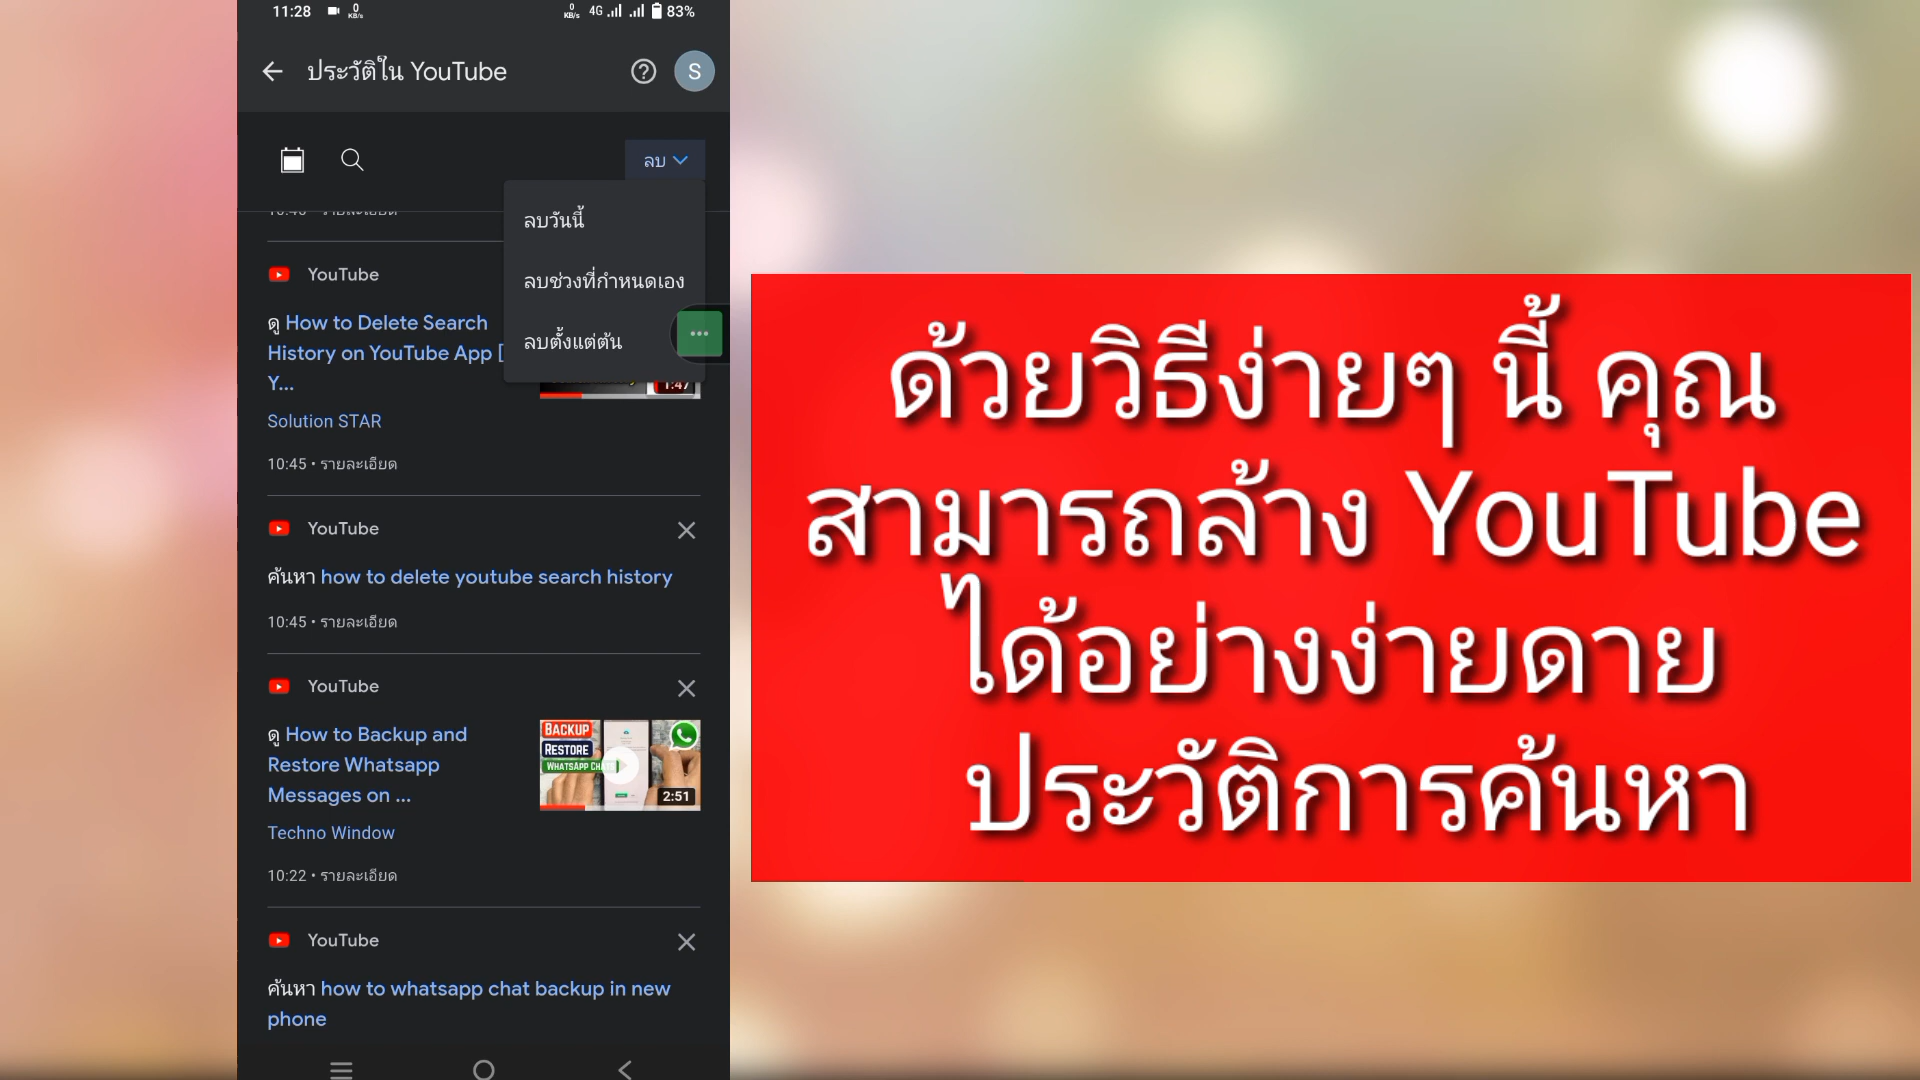 11:28
0 KB/s
0 KB/s 4G 83%
ประวัติใน YouTube
S
ลบ
ลบวันนี้
ลบช่วงที่กำหนดเอง
ลบตั้งแต่ต้น
YouTube
ดู How to Delete Search
History on YouTube App [
Y...
1:47
Solution STAR
10:45 • รายละเอียด
YouTube
ค้นหา how to delete youtube search history
10:45 • รายละเอียด
YouTube
ดู How to Backup and
Restore Whatsapp
Messages on ...
BACKUP
RESTORE
WHATSAPP
2:51
Techno Window
10:22 • รายละเอียด
YouTube
ค้นหา how to whatsapp chat backup in new
phone
ด้วยวิธีง่ายๆ นี้ คุณ
สามารถล้าง YouTube
ได้อย่างง่ายดาย
ประวัติการค้นหา